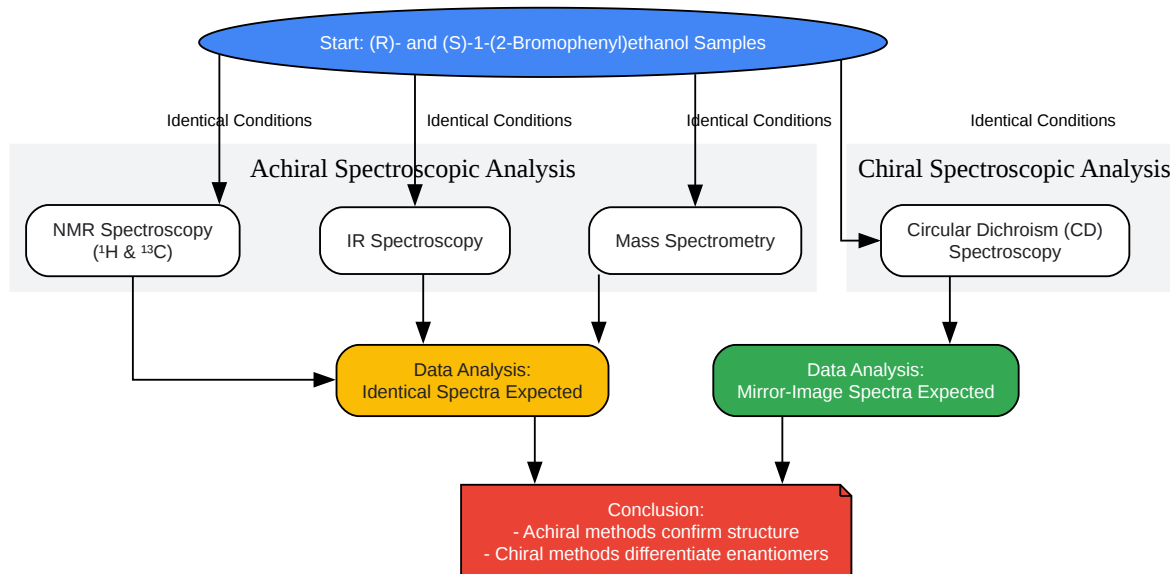 Start: (R)- and (S)-1-(2-Bromophenyl)ethanol Samples
Identical Conditions
Identical Conditions
Identical Conditions
Identical Conditions
Achiral Spectroscopic Analysis
Chiral Spectroscopic Analysis
NMR Spectroscopy
(¹H & ¹³C)
IR Spectroscopy
Mass Spectrometry
Circular Dichroism (CD)
Spectroscopy
Data Analysis:
Identical Spectra Expected
Data Analysis:
Mirror-Image Spectra Expected
Conclusion:
- Achiral methods confirm structure
- Chiral methods differentiate enantiomers